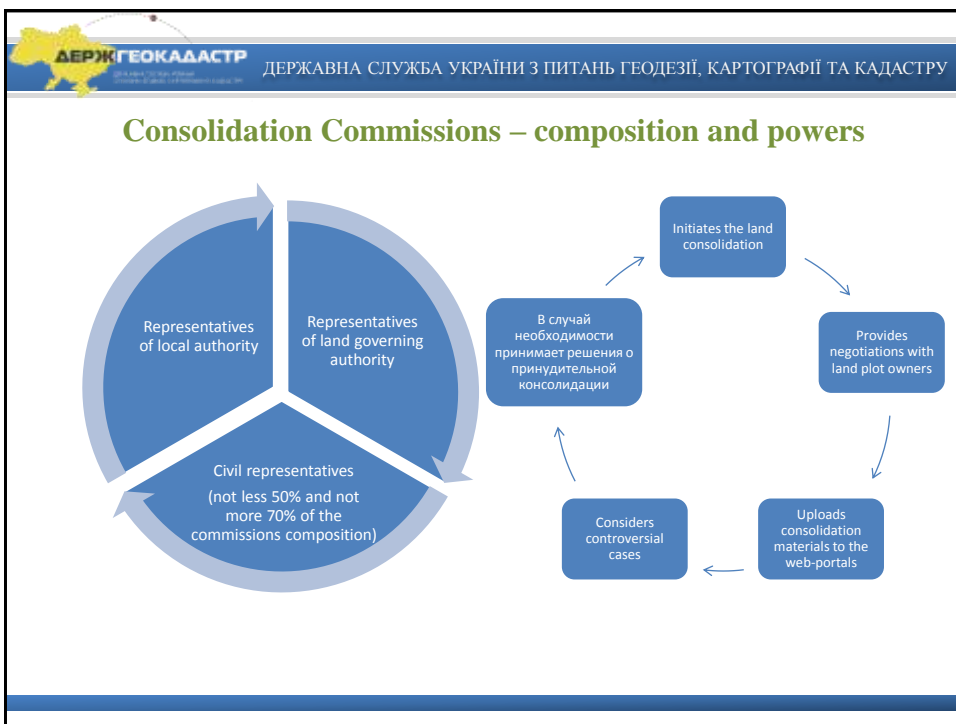 ДЕРЖГЕОКАДАСТР
ДЕРЖАВНА СЛУЖБА УКРАЇНИ З ПИТАНЬ ГЕОДЕЗІЇ, КАРТОГРАФІЇ ТА КАДАСТРУ
Consolidation Commissions – composition and powers
Representatives
of local authority
Representatives
of land governing
authority
Civil representatives
(not less 50% and not
more 70% of the
commissions composition)
Initiates the land
consolidation
Provides
negotiations with
land plot owners
Uploads
consolidation
materials to the
web-portals
Considers
controversial
cases
В случай
необходимости
принимает решения о
принудительной
консолидации